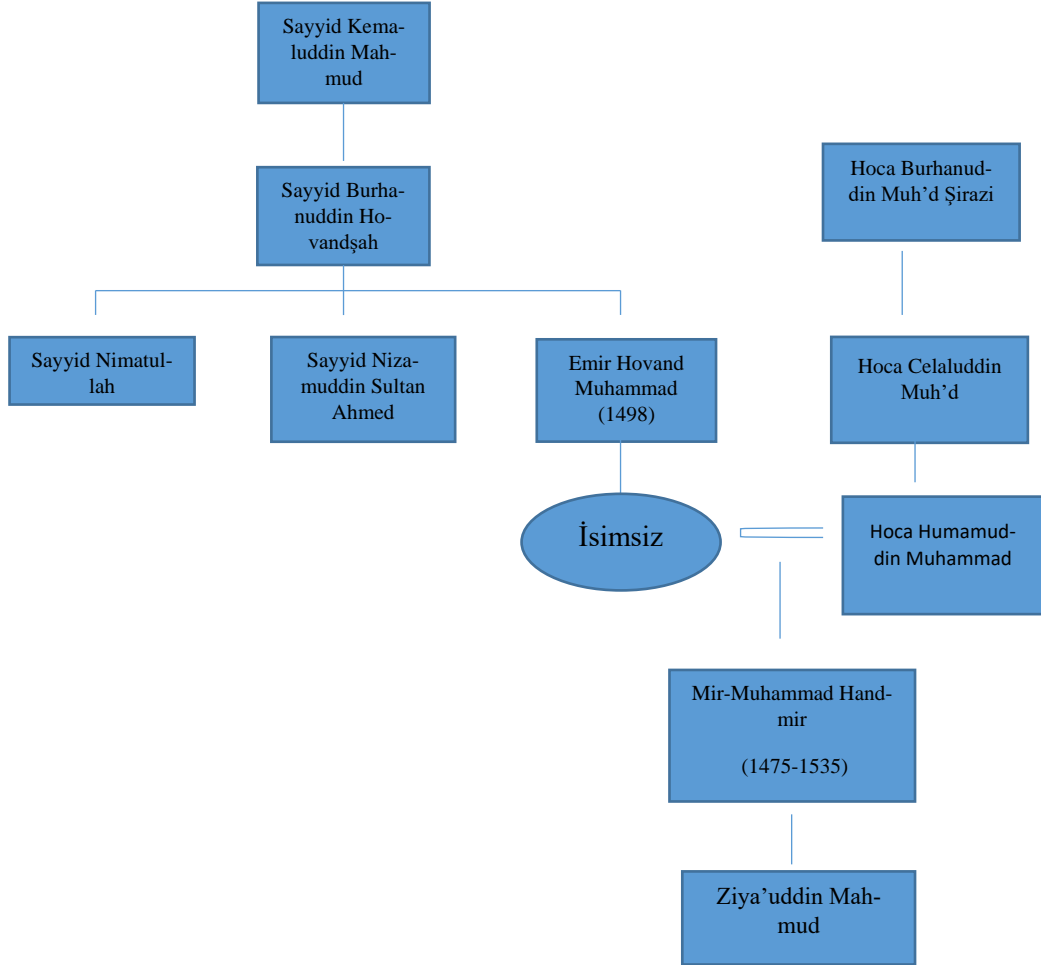 Sayyid Kema-
luddin Mah-
mud
Sayyid Burha-
nuddin Ho-
vandşah
Hoca Burhanud-
din Muh’d Şirazi
Sayyid Nimatul-
lah
Sayyid Niza-
muddin Sultan
Ahmed
Emir Hovand
Muhammad
(1498)
Hoca Celaluddin
Muh’d
İsimsiz
Hoca Humamud-
din Muhammad
Mir-Muhammad Hand-
mir
(1475-1535)
Ziya’uddin Mah-
mud